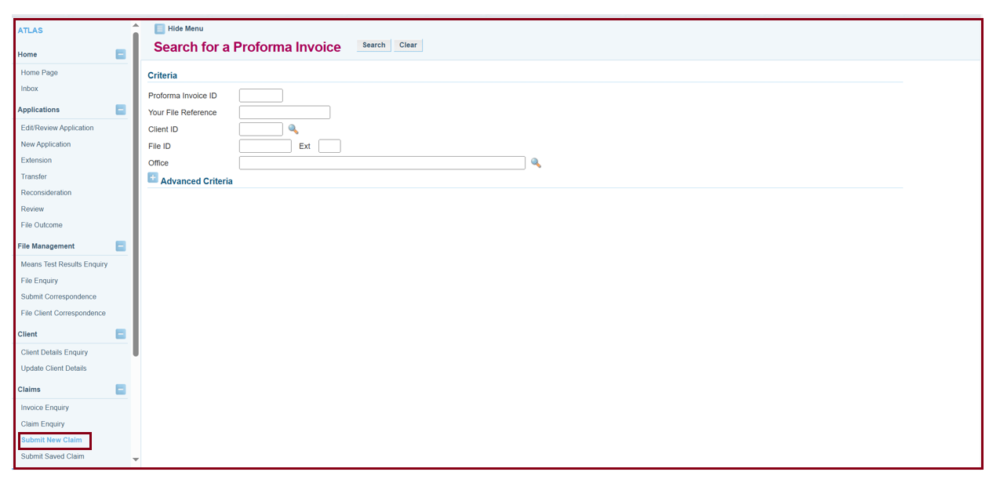 ATLAS
Home
Home Page
Inbox
Applications
Edit/Review Application
New Application
Extension
Transfer
Reconsideration
Review
File Outcome
File Management
Means Test Results Enquiry
File Enquiry
Submit Correspondence
File Client Correspondence
Client
Client Details Enquiry
Update Client Details
Claims
Invoice Enquiry
Claim Enquiry
Submit New Claim
Submit Saved Claim
Hide Menu
Search for a Proforma Invoice Search Clear
Criteria
Proforma Invoice ID
Your File Reference
Client ID
File ID Ext
Office
Advanced Criteria